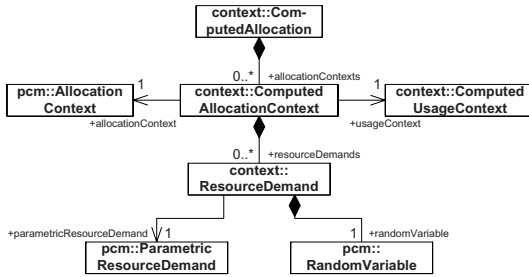 context::Com-
putedAllocation
0..* +allocationContexts
pcm::Allocation
Context
1
+allocationContext
context::Computed
AllocationContext
1
+usageContext
context::Computed
UsageContext
0..* +resourceDemands
context::
ResourceDemand
+parametricResourceDemand 1
1 +randomVariable
pcm::Parametric
ResourceDemand
pcm::
RandomVariable